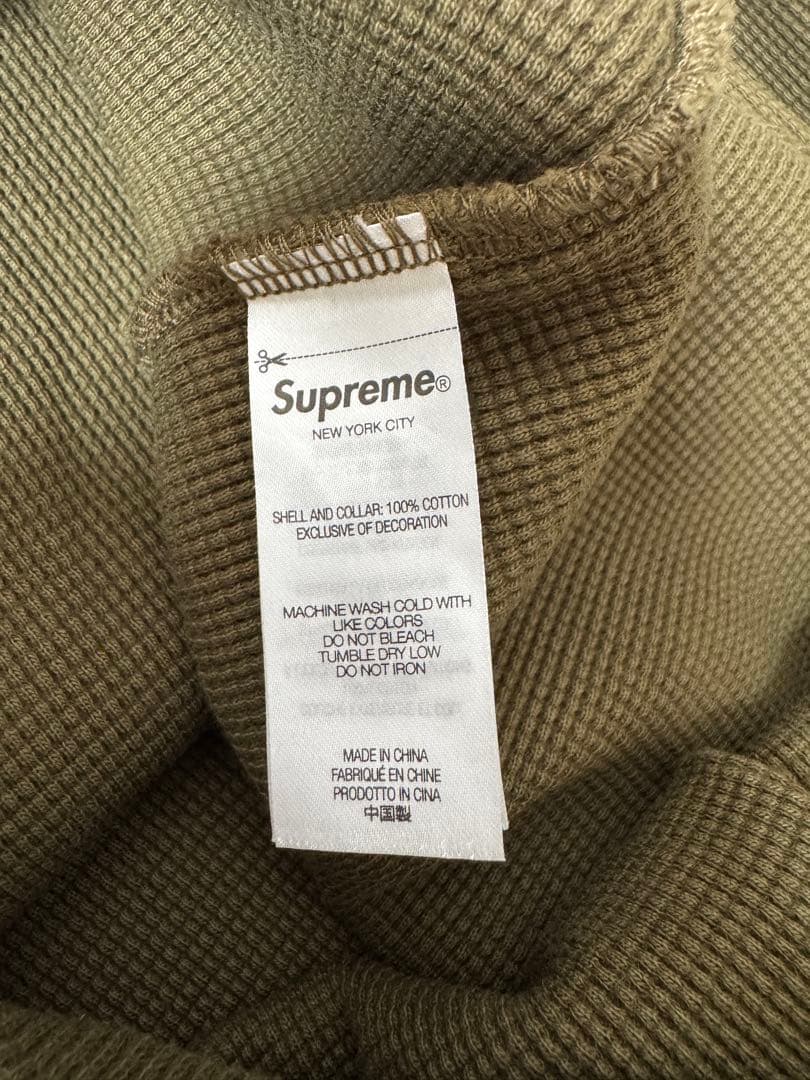 Supreme®
NEW YORK CITY
SHELL AND COLLAR: 100% COTTON
EXCLUSIVE OF DECORATION
MACHINE WASH COLD WITH
LIKE COLORS
DO NOT BLEACH
TUMBLE DRY LOW
DO NOT IRON
MADE IN CHINA
FABRIQUÉ EN CHINE
PRODOTTO IN CINA
中国製